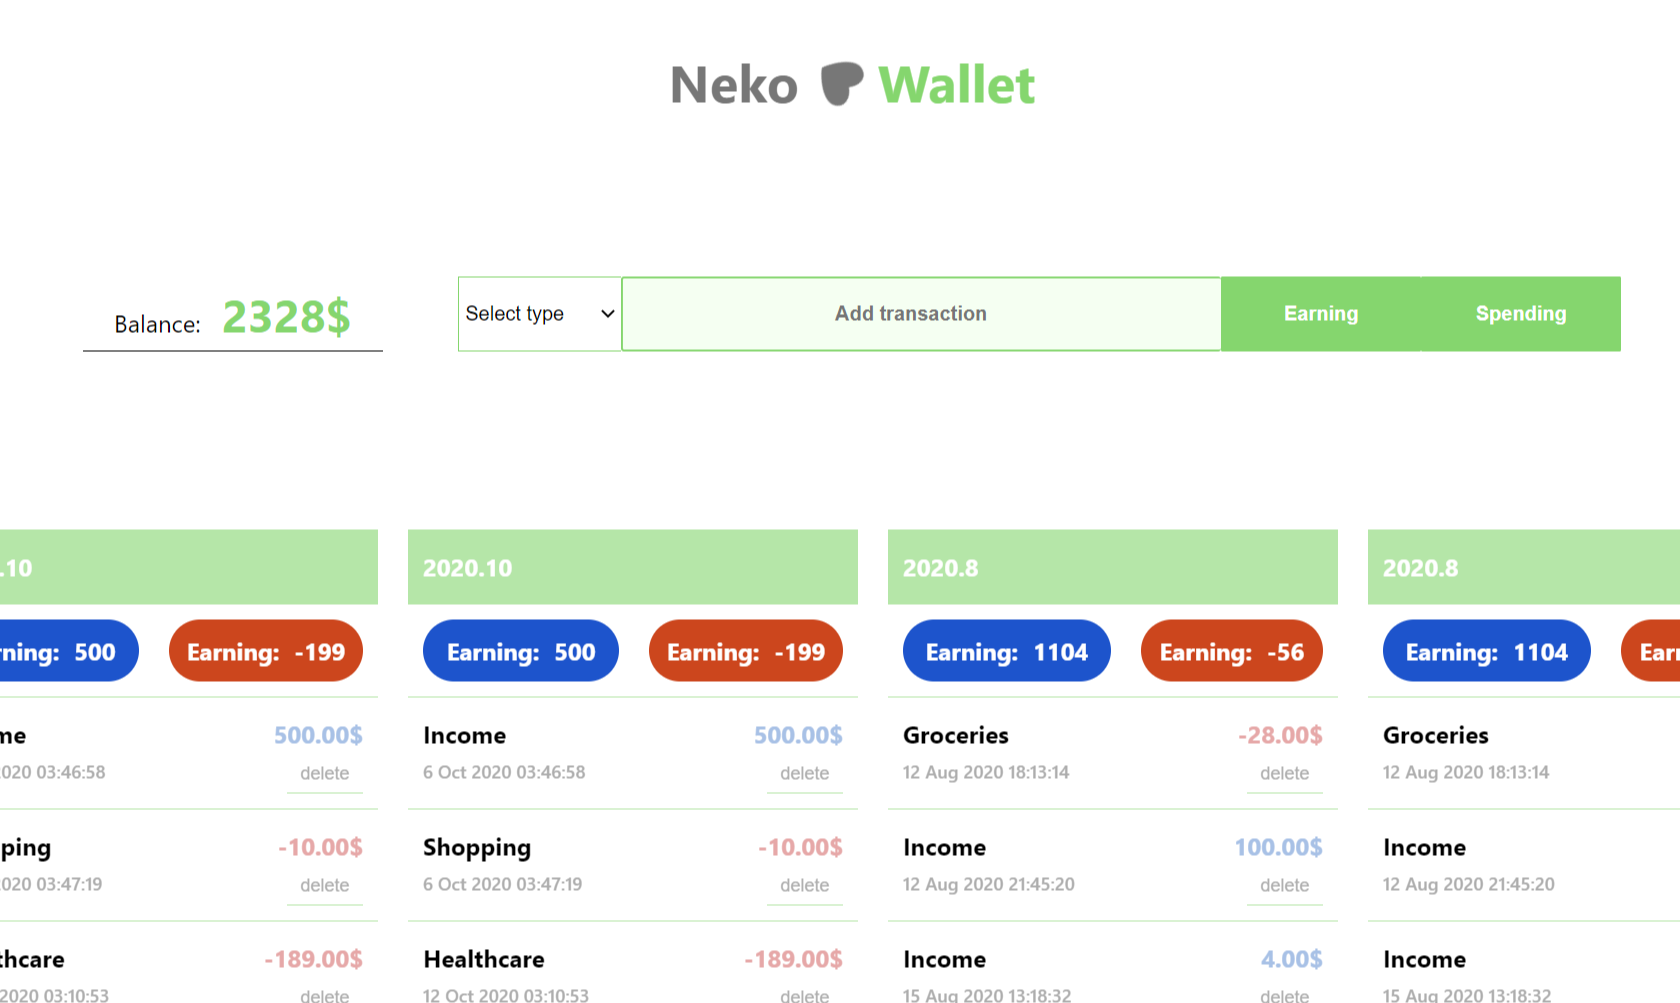 Neko Wallet
Balance: 2328$
Select type
Add transaction
Earning
Spending
.10
rning: 500
Earning: -199
me
500.00$
020 03:46:58
delete
ping
-10.00$
020 03:47:19
delete
thcare
-189.00$
2020 03:10:53
delete
2020.10
Earning: 500
Earning: -199
Income
500.00$
6 Oct 2020 03:46:58
delete
Shopping
-10.00$
6 Oct 2020 03:47:19
delete
Healthcare
-189.00$
12 Oct 2020 03:10:53
delete
2020.8
Earning: 1104
Earning: -56
Groceries
-28.00$
12 Aug 2020 18:13:14
delete
Income
100.00$
12 Aug 2020 21:45:20
delete
Income
4.00$
15 Aug 2020 13:18:32
delete
2020.8
Earning: 1104
Earn
Groceries
12 Aug 2020 18:13:14
Income
12 Aug 2020 21:45:20
Income
15 Aug 2020 13:18:32